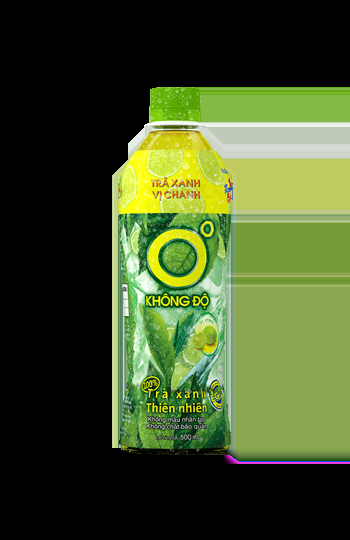 TRÀ XANH
VỊ CHANH
O°
KHÔNG ĐỘ
100%
Trà xanh
Thiên nhiên
Không màu nhân tạo
Không chất bảo quản
500 ml